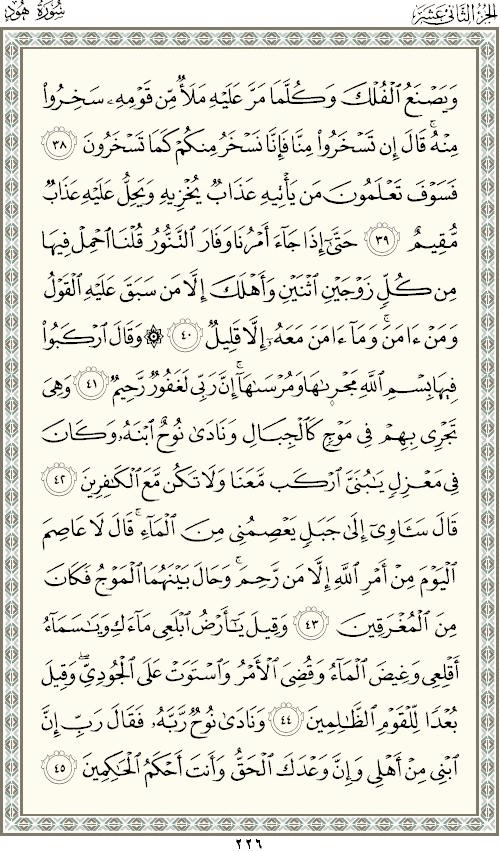 الجزء الثاني عشر
سورة هود
وَيَصْنَعُ ٱلْفُلْكَ وَكُلَّمَا مَرَّ عَلَيْهِ مَلَأٌ مِّن قَوْمِهِۦ سَخِرُوا۟
مِنْهُ ۚ قَالَ إِن تَسْخَرُوا۟ مِنَّا فَإِنَّا نَسْخَرُ مِنكُمْ كَمَا تَسْخَرُونَ ٣٨
فَسَوْفَ تَعْلَمُونَ مَن يَأْتِيهِ عَذَابٌ يُخْزِيهِ وَيَحِلُّ عَلَيْهِ عَذَابٌ
مُّقِيمٌ ٣٩ حَتَّىٰٓ إِذَا جَآءَ أَمْرُنَا وَفَارَ ٱلتَّنُّورُ قُلْنَا ٱحْمِلْ فِيهَا
مِن كُلٍّ زَوْجَيْنِ ٱثْنَيْنِ وَأَهْلَكَ إِلَّا مَن سَبَقَ عَلَيْهِ ٱلْقَوْلُ
وَمَنْ ءَامَنَ ۚ وَمَآ ءَامَنَ مَعَهُۥٓ إِلَّا قَلِيلٌ ٤٠ ۞ وَقَالَ ٱرْكَبُوا۟
فِيهَا بِسْمِ ٱللَّهِ مَجْر۪ىٰهَا وَمُرْسَىٰهَآ ۚ إِنَّ رَبِّى لَغَفُورٌ رَّحِيمٌ ٤١ وَهِىَ
تَجْرِى بِهِمْ فِى مَوْجٍ كَٱلْجِبَالِ وَنَادَىٰ نُوحٌ ٱبْنَهُۥ وَكَانَ
فِى مَعْزِلٍ يَٰبُنَىَّ ٱرْكَب مَّعَنَا وَلَا تَكُن مَّعَ ٱلْكَٰفِرِينَ ٤٢
قَالَ سَـَٔاوِىٓ إِلَىٰ جَبَلٍ يَعْصِمُنِى مِنَ ٱلْمَآءِ ۚ قَالَ لَا عَاصِمَ
ٱلْيَوْمَ مِنْ أَمْرِ ٱللَّهِ إِلَّا مَن رَّحِمَ ۚ وَحَالَ بَيْنَهُمَا ٱلْمَوْجُ فَكَانَ
مِنَ ٱلْمُغْرَقِينَ ٤٣ وَقِيلَ يَٰٓأَرْضُ ٱبْلَعِى مَآءَكِ وَيَٰسَمَآءُ
أَقْلِعِى وَغِيضَ ٱلْمَآءُ وَقُضِىَ ٱلْأَمْرُ وَٱسْتَوَتْ عَلَى ٱلْجُودِىِّ ۖ وَقِيلَ
بُعْدًا لِّلْقَوْمِ ٱلظَّٰلِمِينَ ٤٤ وَنَادَىٰ نُوحٌ رَّبَّهُۥ فَقَالَ رَبِّ إِنَّ
ٱبْنِى مِنْ أَهْلِى وَإِنَّ وَعْدَكَ ٱلْحَقُّ وَأَنتَ أَحْكَمُ ٱلْحَٰكِمِينَ ٤٥
٢٢٦